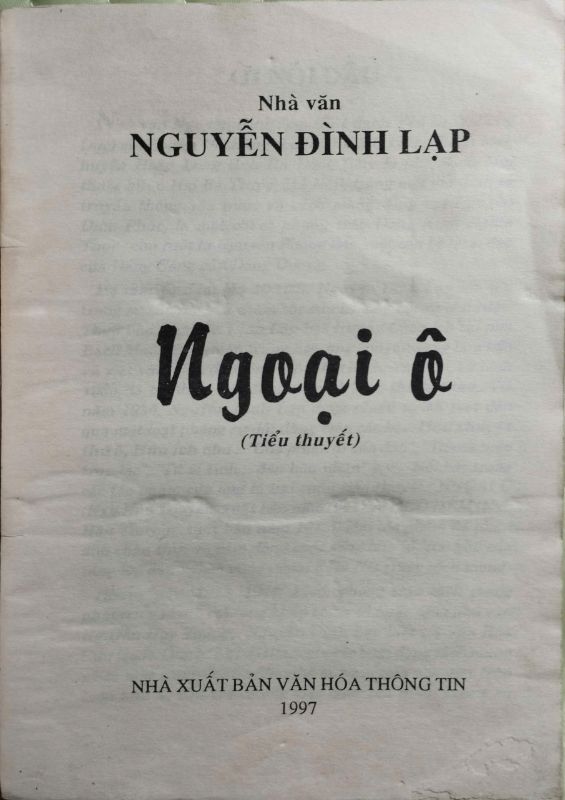 Nhà văn
NGUYỄN ĐÌNH LẠP
Ngoại ô
(Tiểu thuyết)
NHÀ XUẤT BẢN VĂN HÓA THÔNG TIN
1997